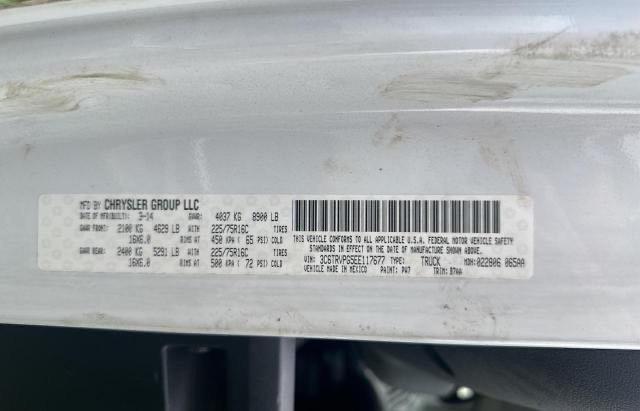 MFD BY CHRYSLER GROUP LLC
DATE OF MFR(BUILT): 3-14 GVWR: 4037 KG 8900 LB
GAWR FRONT: 2100 KG 4629 LB WITH 225/75R16C TIRES
16X6.0 RIMS AT 450 KPA ( 65 PSI) COLD
GAWR REAR: 2400 KG 5291 LB WITH 225/75R16C TIRES
16X6.0 RIMS AT 500 KPA ( 72 PSI) COLD
THIS VEHICLE CONFORMS TO ALL APPLICABLE U.S.A. FEDERAL MOTOR VEHICLE SAFETY
STANDARDS IN EFFECT ON THE DATE OF MANUFACTURE SHOWN ABOVE.
VIN: 3C6TRVPG5EE117677 TYPE: TRUCK MDH:022806 065AA
VEHICLE MADE IN MEXICO PAINT: PW7 TRIM: B7AA